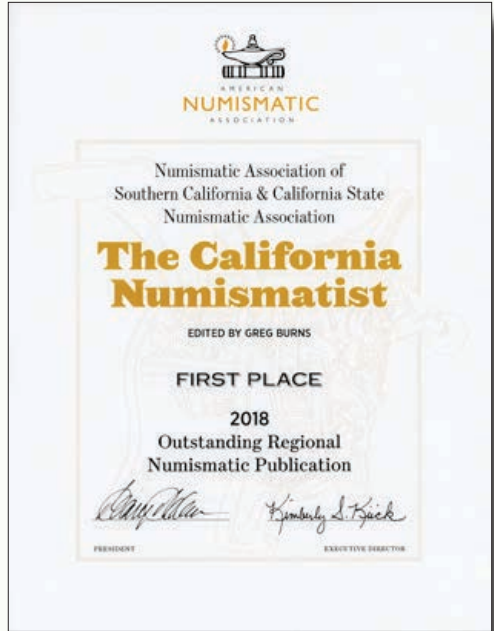 AMERICAN
NUMISMATIC
ASSOCIATION
Numismatic Association of
Southern California & California State
Numismatic Association
The California
Numismatist
EDITED BY GREG BURNS
FIRST PLACE
2018
Outstanding Regional
Numismatic Publication
Kimberly S. Kiick
PRESIDENT EXECUTIVE DIRECTOR